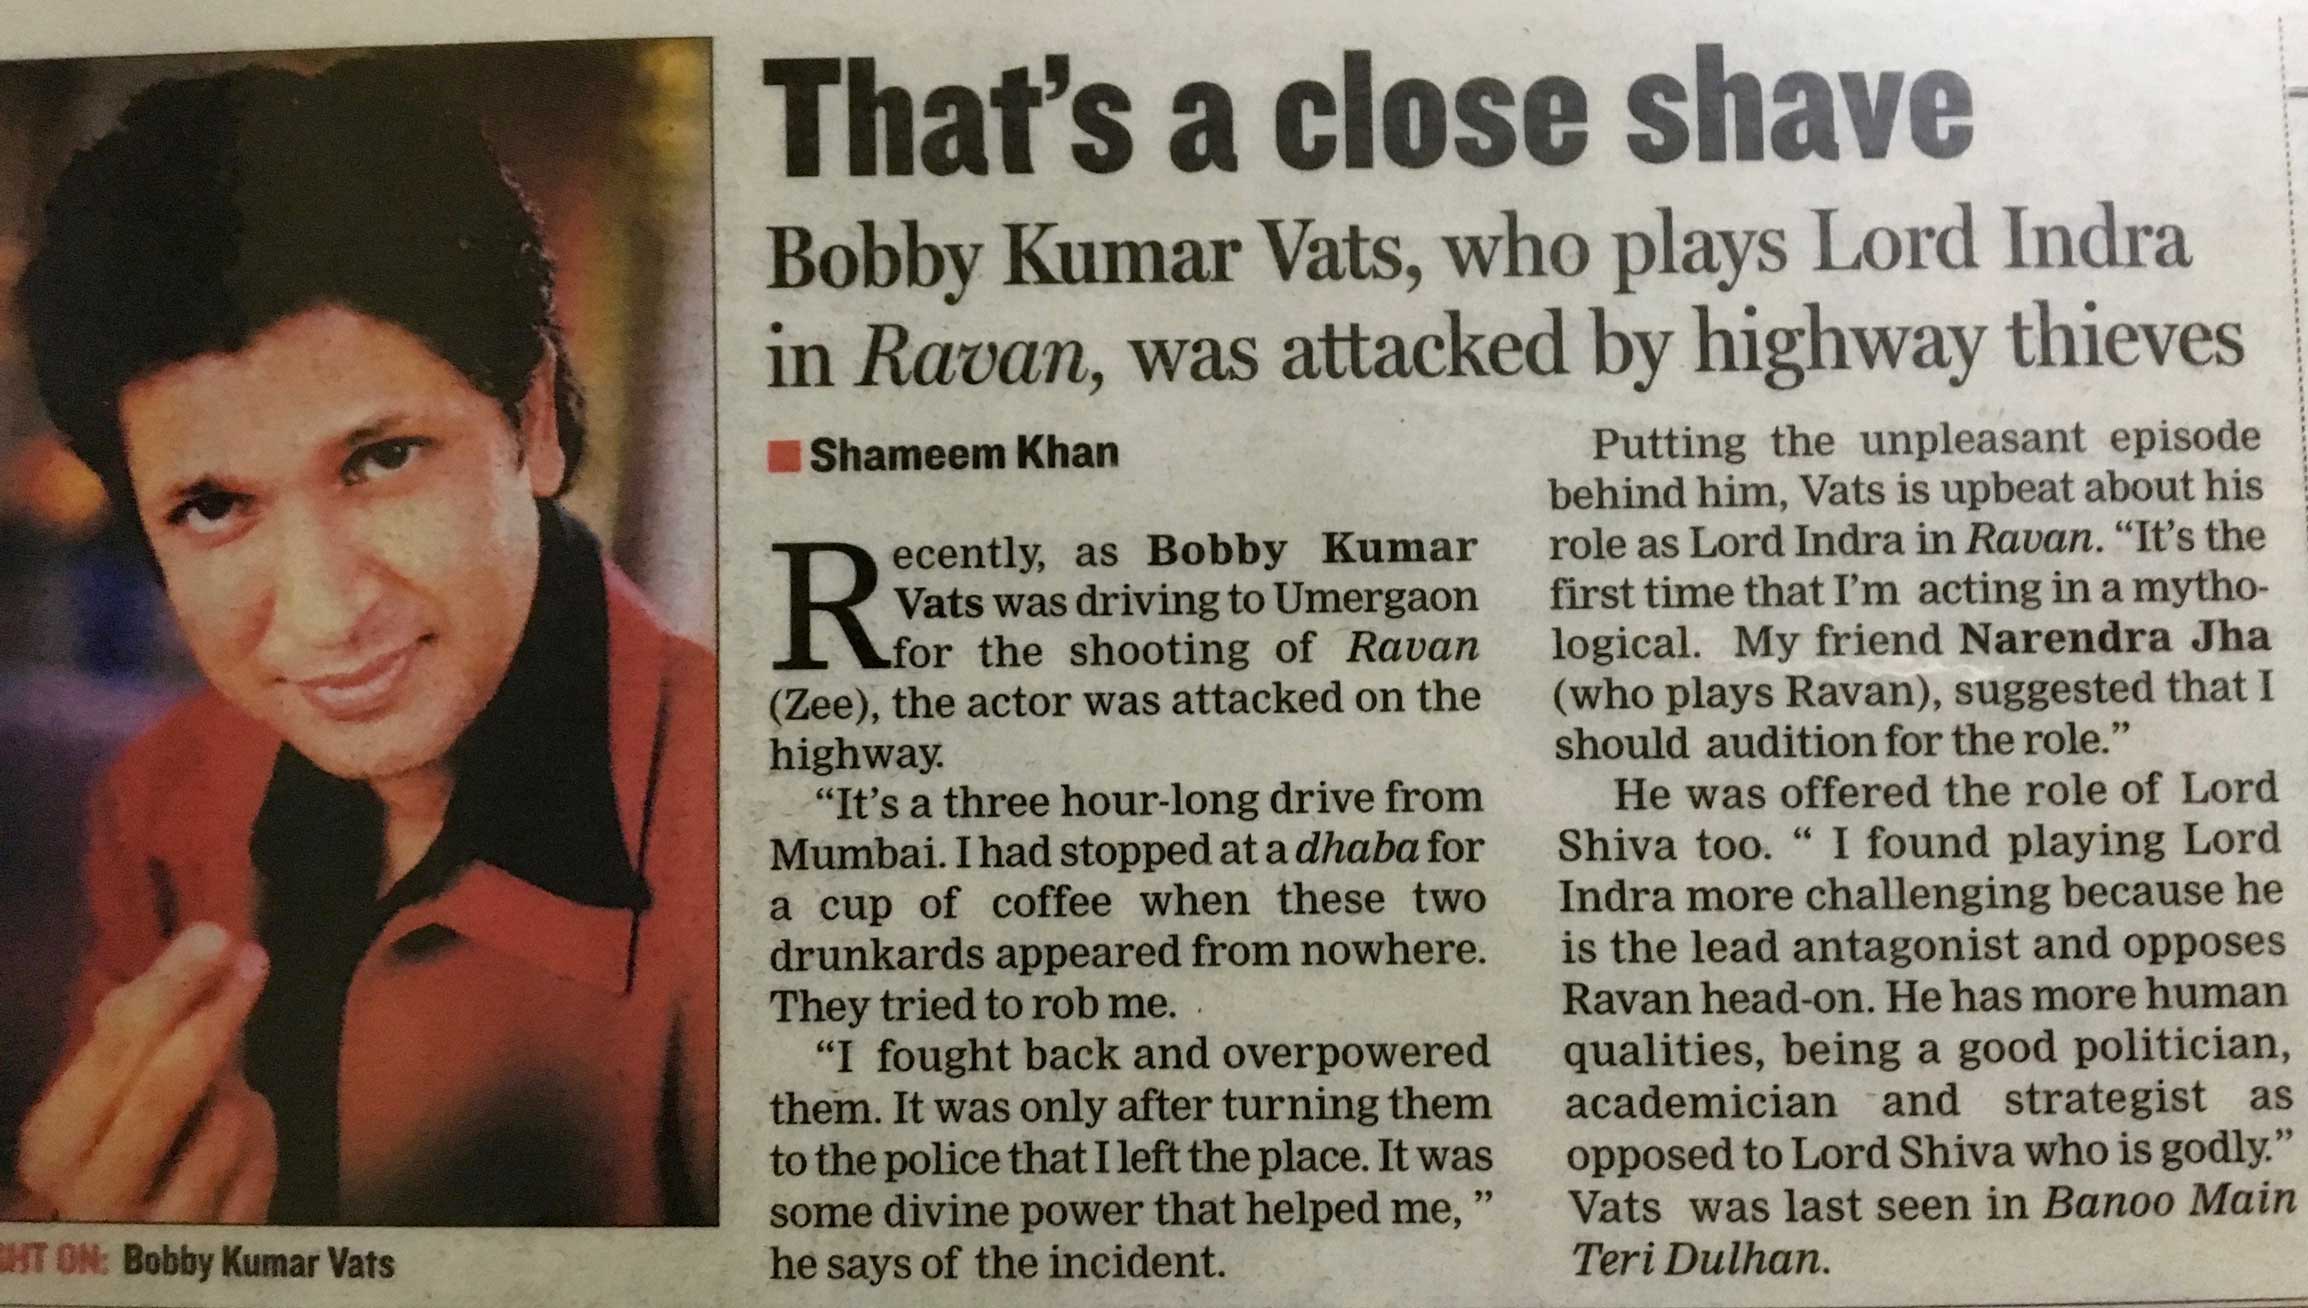 That's a close shave
Bobby Kumar Vats, who plays Lord Indra
in Ravan, was attacked by highway thieves
Shameem Khan
Recently, as Bobby Kumar
Vats was driving to Umergaon
for the shooting of Ravan
(Zee), the actor was attacked on the
highway.
“It’s a three hour-long drive from
Mumbai. I had stopped at a dhaba for
a cup of coffee when these two
drunkards appeared from nowhere.
They tried to rob me.
“I fought back and overpowered
them. It was only after turning them
to the police that I left the place. It was
some divine power that helped me, ”
he says of the incident.
Putting the unpleasant episode
behind him, Vats is upbeat about his
role as Lord Indra in Ravan. “It’s the
first time that I’m acting in a mytho-
logical. My friend Narendra Jha
(who plays Ravan), suggested that I
should audition for the role.”
He was offered the role of Lord
Shiva too. “ I found playing Lord
Indra more challenging because he
is the lead antagonist and opposes
Ravan head-on. He has more human
qualities, being a good politician,
academician and strategist as
opposed to Lord Shiva who is godly.”
Vats was last seen in Banoo Main
Teri Dulhan.
GHT ON: Bobby Kumar Vats